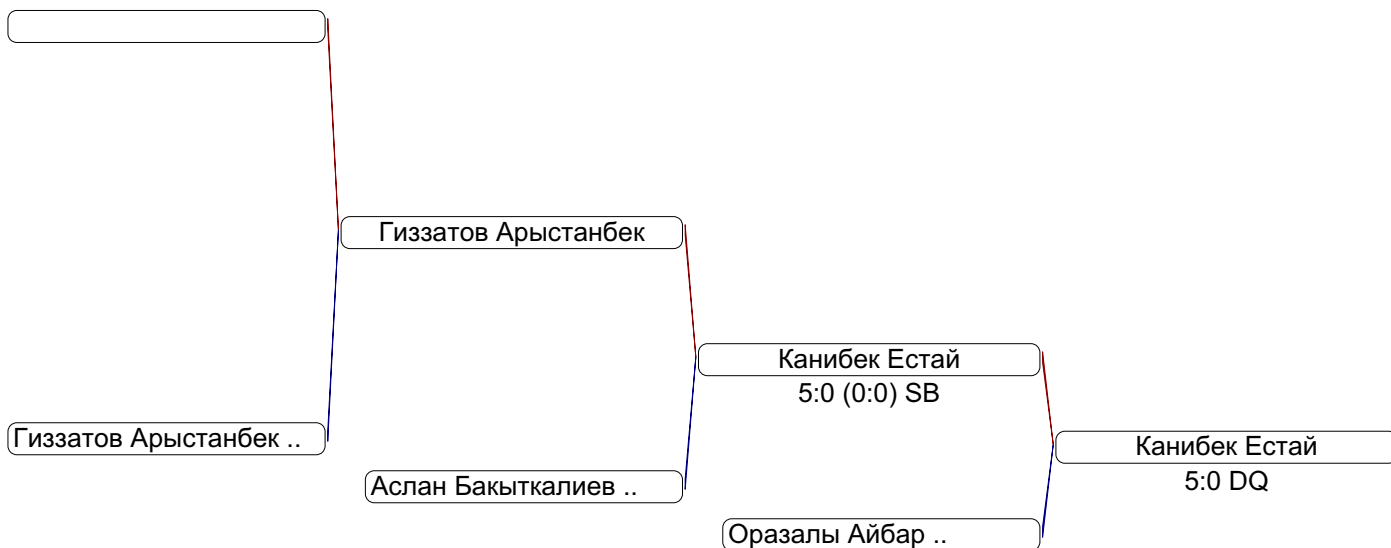 Гиззатов Арыстанбек
Канибек Естай
5:0 (0:0) SB
Гиззатов Арыстанбек ..
Канибек Естай
5:0 DQ
Аслан Бакыткалиев ..
Оразалы Айбар ..